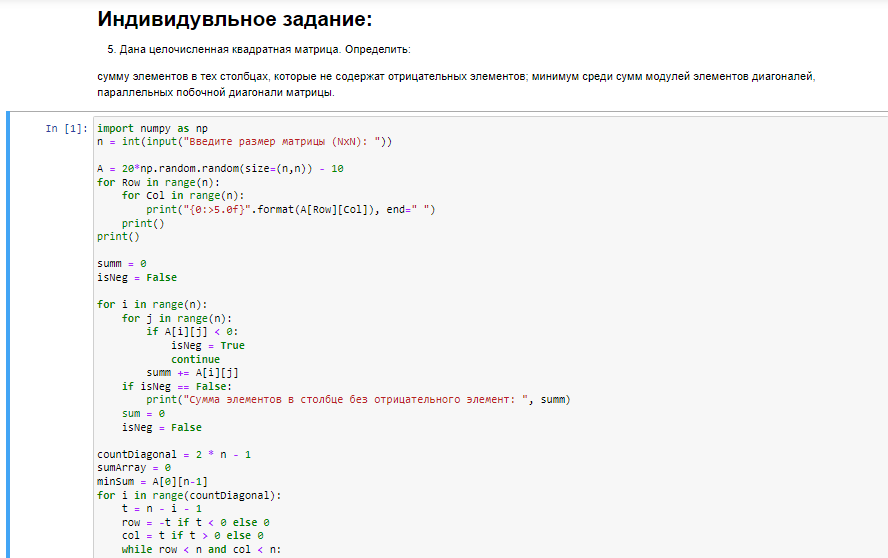 Индивидувльное задание:
5. Дана целочисленная квадратная матрица. Определить:
сумму элементов в тех столбцах, которые не содержат отрицательных элементов; минимум среди сумм модулей элементов диагоналей,
параллельных побочной диагонали матрицы.
In [1]: import numpy as np
n = int(input("Введите размер матрицы (NxN): "))
A = 20*np.random.random(size=(n,n)) - 10
for Row in range(n):
    for Col in range(n):
        print("{0:>5.0f}".format(A[Row][Col]), end=" ")
    print()
print()
summ = 0
isNeg = False
for i in range(n):
    for j in range(n):
        if A[i][j] < 0:
            isNeg = True
            continue
        summ += A[i][j]
    if isNeg == False:
        print("Сумма элементов в столбце без отрицательного элемент: ", summ)
    sum = 0
    isNeg = False
countDiagonal = 2 * n - 1
sumArray = 0
minSum = A[0][n-1]
for i in range(countDiagonal):
    t = n - i - 1
    row = -t if t < 0 else 0
    col = t if t > 0 else 0
    while row < n and col < n: